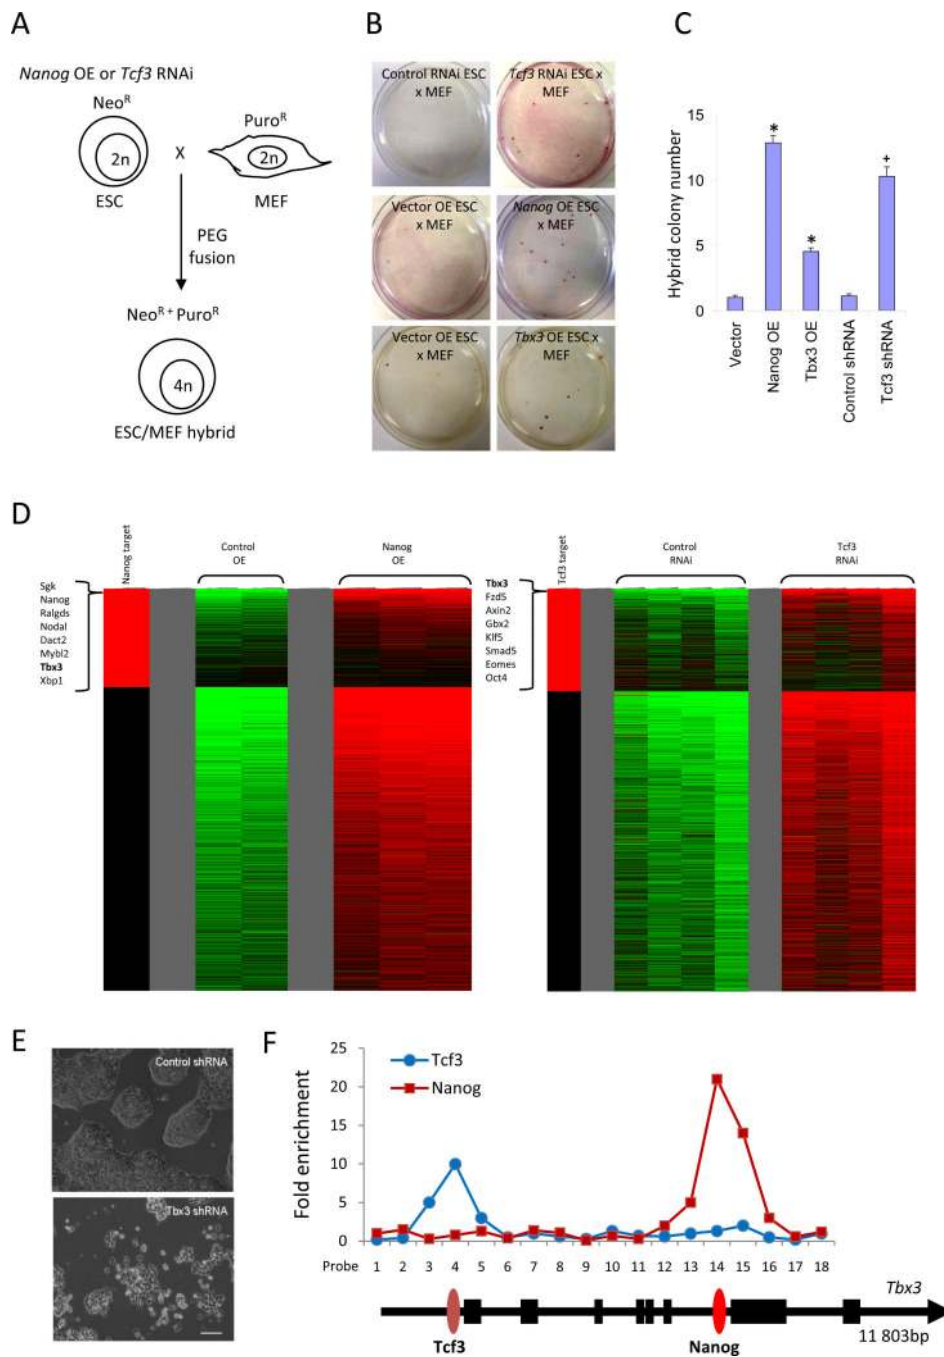 A
Nanog OE or Tcf3 RNAi
Neo^R
2n
ESC
X
Puro^R
2n
MEF
PEG
fusion
Neo^R + Puro^R
4n
ESC/MEF hybrid
B
Control RNAi ESC
x MEF
Tcf3 RNAi ESC x
MEF
Vector OE ESC
x MEF
Nanog OE ESC
x MEF
Vector OE ESC
x MEF
Tbx3 OE ESC x
MEF
C
Hybrid colony number
15
10
5
0
*
*
+
Vector
Nanog OE
Tbx3 OE
Control shRNA
Tcf3 shRNA
D
Nanog target
Control
OE
Nanog
OE
Sgk
Nanog
Ralgds
Nodal
Dact2
Mybl2
Tbx3
Xbp1
Tcf3 target
Control
RNAi
Tcf3
RNAi
Tbx3
Fzd5
Axin2
Gbx2
Klf5
Smad5
Eomes
Oct4
E
Control shRNA
Tbx3 shRNA
F
Fold enrichment
25
20
15
10
5
0
Tcf3
Nanog
Probe 1 2 3 4 5 6 7 8 9 10 11 12 13 14 15 16 17 18
Tbx3
11 803bp
Tcf3
Nanog